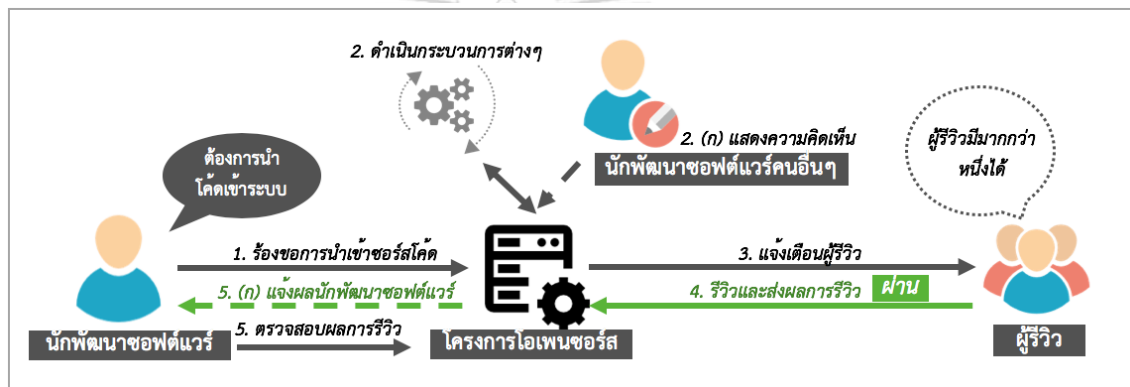 2. ดำเนินกระบวนการต่างๆ
2. (ก) แสดงความคิดเห็น
นักพัฒนาซอฟต์แวร์คนอื่นๆ
ผู้รีวิวมีมากกว่า
หนึ่งได้
ต้องการนำ
โค้ดเข้าระบบ
1. ร้องขอการนำเข้าซอร์สโค้ด
3. แจ้งเตือนผู้รีวิว
5. (ก) แจ้งผลนักพัฒนาซอฟต์แวร์
4. รีวิวและส่งผลการรีวิว ผ่าน
นักพัฒนาซอฟต์แวร์
5. ตรวจสอบผลการรีวิว
โครงการโอเพนซอร์ส
ผู้รีวิว